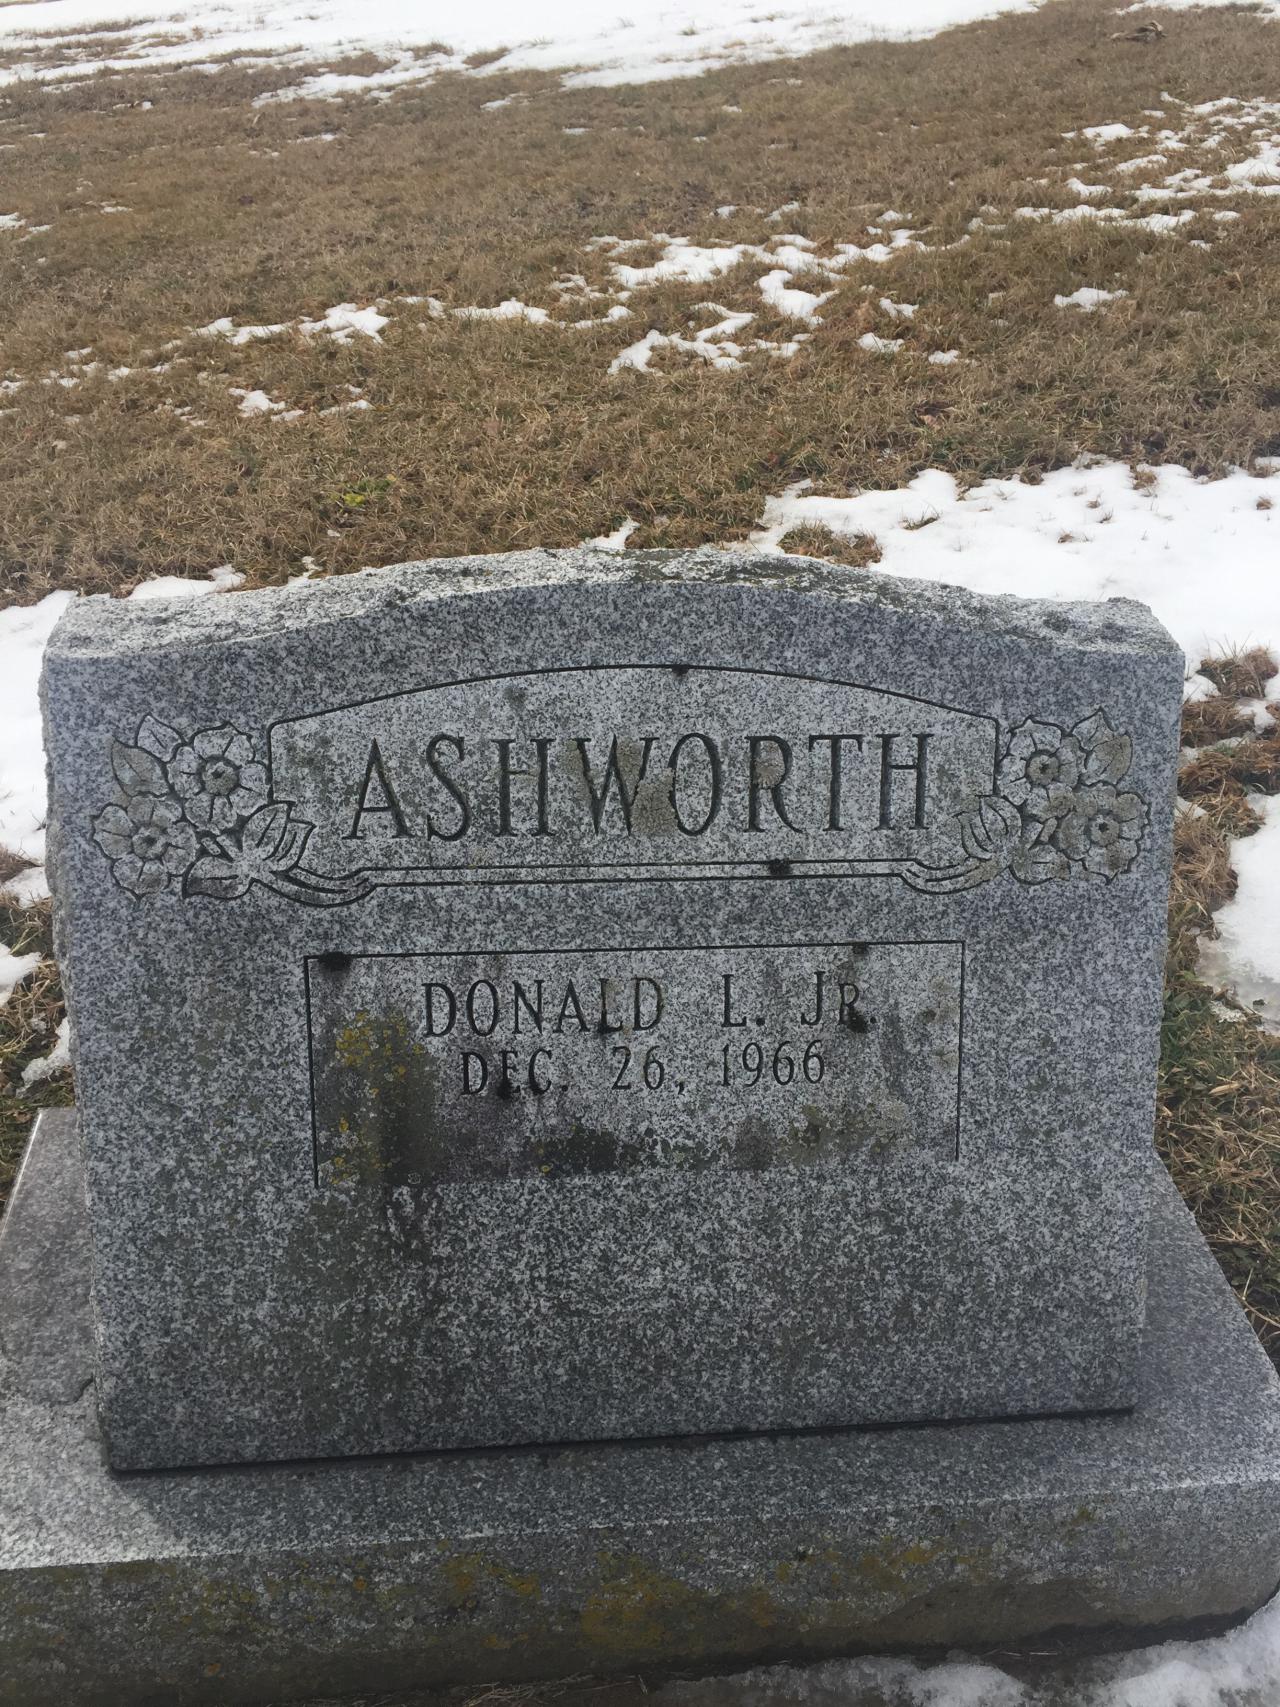 ASHWORTH
DONALD L. JR.
DEC. 26, 1966